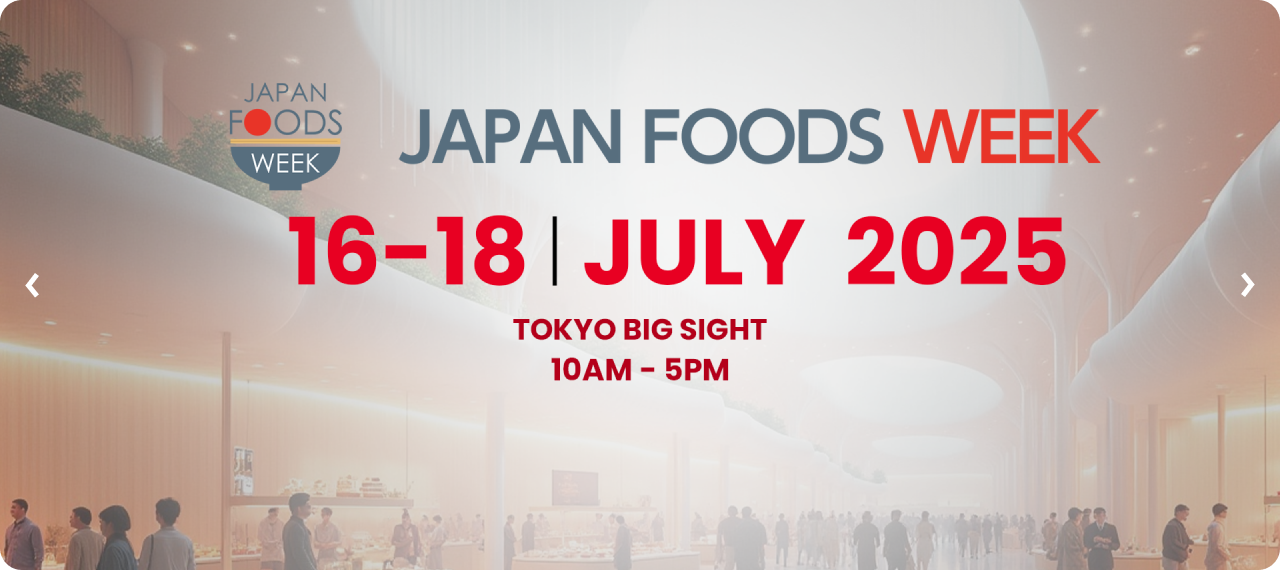 JAPAN
FOODS
WEEK
JAPAN FOODS WEEK
16-18 | JULY 2025
TOKYO BIG SIGHT
10AM - 5PM